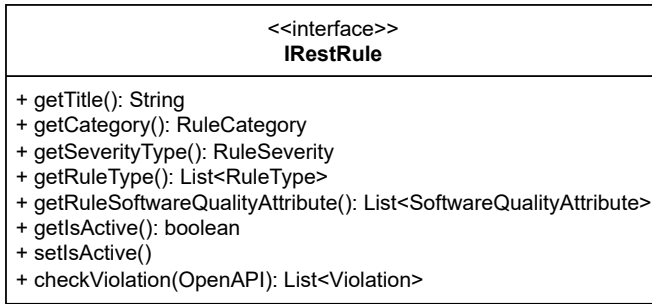 <<interface>>
IRestRule
+ getTitle(): String
+ getCategory(): RuleCategory
+ getSeverityType(): RuleSeverity
+ getRuleType(): List<RuleType>
+ getRuleSoftwareQualityAttribute(): List<SoftwareQualityAttribute>
+ getIsActive(): boolean
+ setIsActive()
+ checkViolation(OpenAPI): List<Violation>